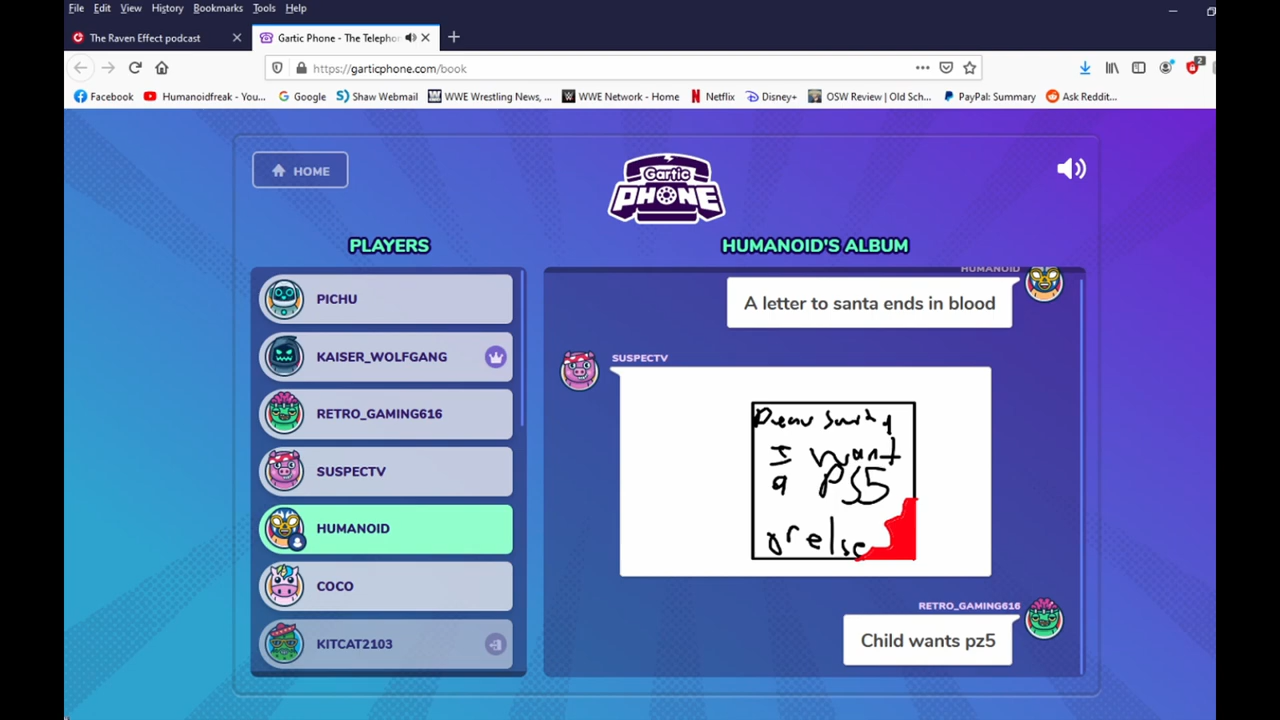 File Edit View History Bookmarks Tools Help
The Raven Effect podcast
Gartic Phone - The Telepho
https://garticphone.com/book
2
Facebook Humanoidfreak - You... Google Shaw Webmail WWE Wrestling News, ... WWE Network - Home Netflix Disney+ OSW Review | Old Sch... PayPal: Summary Ask Reddit...
HOME
Gartic
PHONE
PLAYERS
PICHU
KAISER_WOLFGANG
RETRO_GAMING616
SUSPECTV
HUMANOID
COCO
KITCAT2103
HUMANOID'S ALBUM
HUMANOID
A letter to santa ends in blood
SUSPECTV
I want
a PS5
or else
RETRO_GAMING616
Child wants pz5